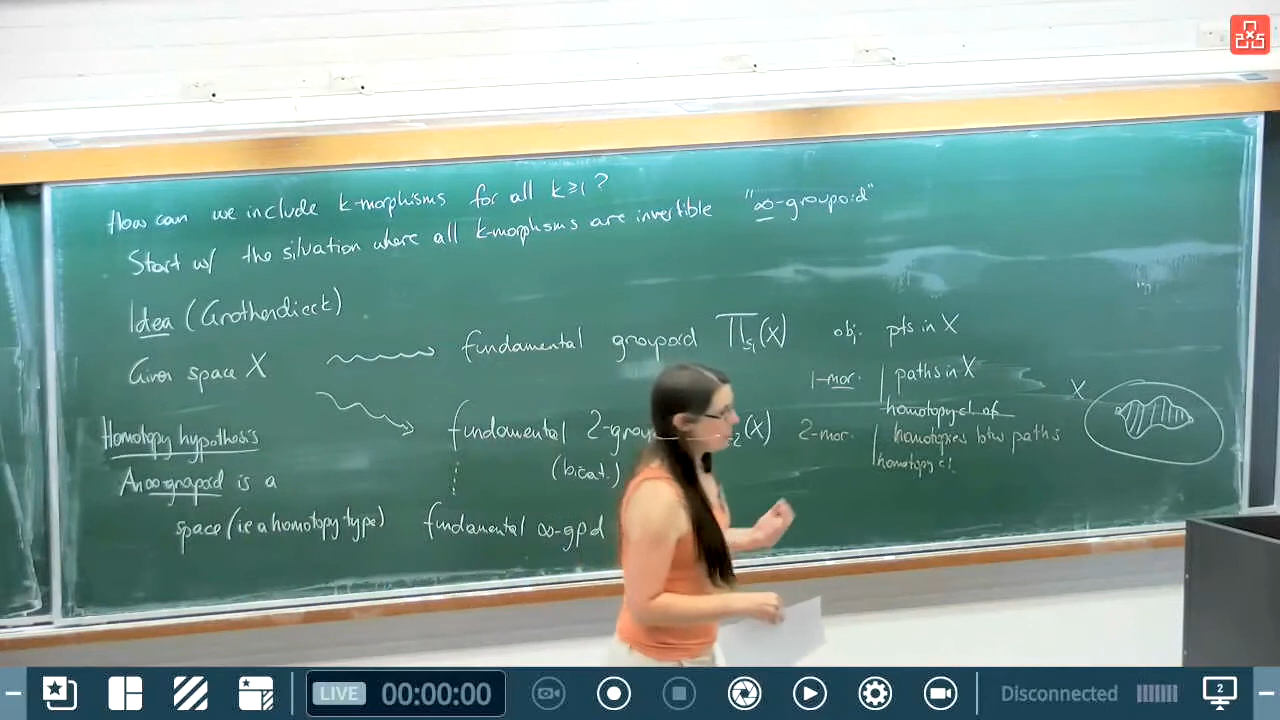 How can we include k-morphisms for all k≥1?
Start w/ the situation where all k-morphisms are invertible "∞-groupoid"
Idea (Grothendieck)
Given space X fundamental groupoid π≤1(X) obj. pts in X
1-mor. paths in X
homotopy cl of
X
Homotopy hypothesis
fundamental 2-group (X) 2-mor. homotopies btw paths
(bicat.) homotopy cl.
An ∞-groupoid is a
space (ie a homotopy type) fundamental ∞-gpd
LIVE 00:00:00 Disconnected 2